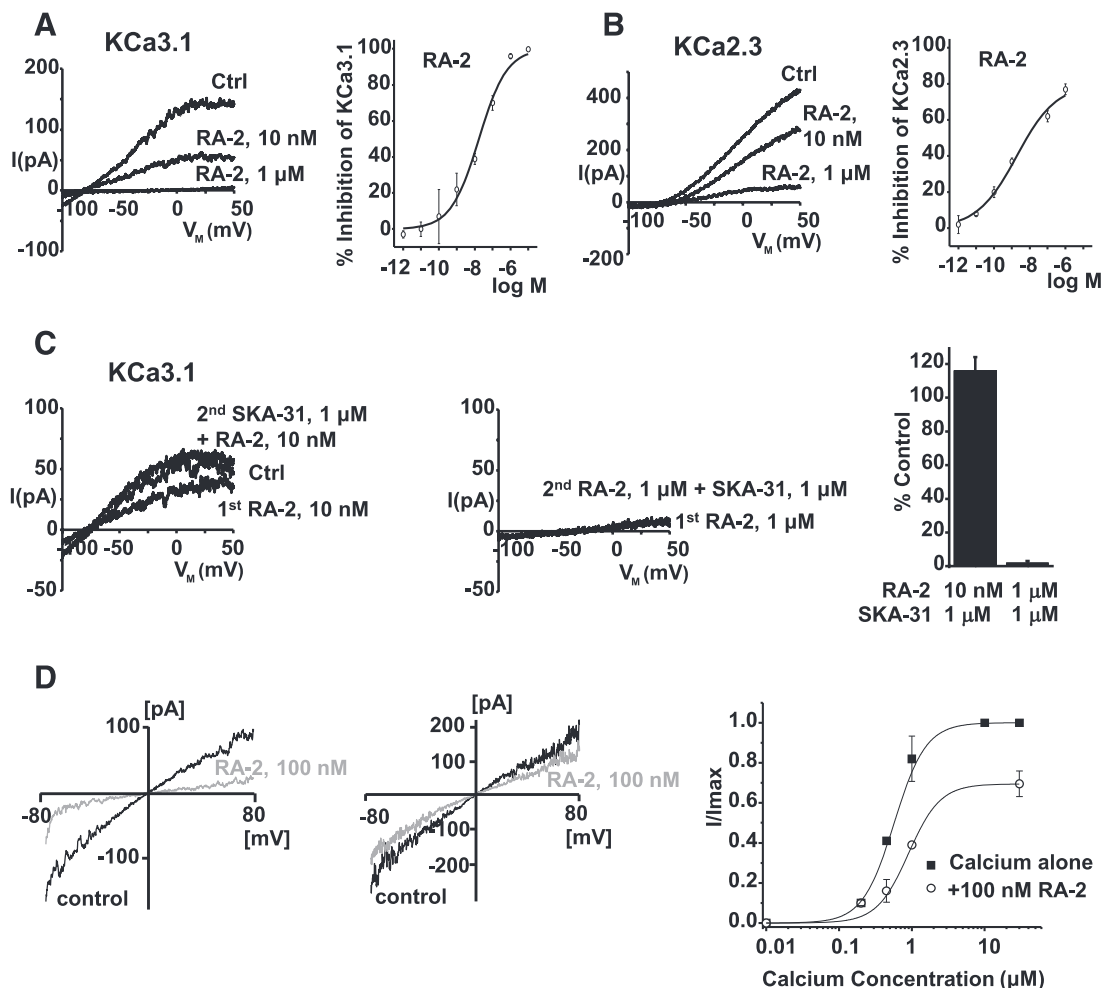 A
KCa3.1
200
150
100
50
0
-50
-100
I(pA)
Ctrl
RA-2, 10 nM
RA-2, 1 µM
-100
-50
0
50
VM (mV)
% Inhibition of KCa3.1
100
80
60
40
20
0
RA-2
-12
-10
-8
-6
log M
B
KCa2.3
400
200
0
-200
I(pA)
Ctrl
RA-2,
10 nM
RA-2, 1 µM
-100
-50
0
50
VM (mV)
% Inhibition of KCa2.3
100
80
60
40
20
0
RA-2
-12
-10
-8
-6
log M
C
KCa3.1
100
50
0
-50
I(pA)
2nd SKA-31, 1 µM
+ RA-2, 10 nM
Ctrl
1st RA-2, 10 nM
-100
-50
0
50
VM (mV)
100
50
0
-50
I(pA)
2nd RA-2, 1 µM + SKA-31, 1 µM
1st RA-2, 1 µM
-100
-50
0
50
VM (mV)
% Control
120
100
80
60
40
20
0
RA-2 10 nM 1 µM
SKA-31 1 µM 1 µM
D
[pA]
100
RA-2, 100 nM
-80
80
[mV]
-100
control
[pA]
200
100
RA-2, 100 nM
-80
80
[mV]
-100
-200
control
I/Imax
1.0
0.8
0.6
0.4
0.2
0.0
Calcium alone
+100 nM RA-2
0.01
0.1
1
10
Calcium Concentration (µM)